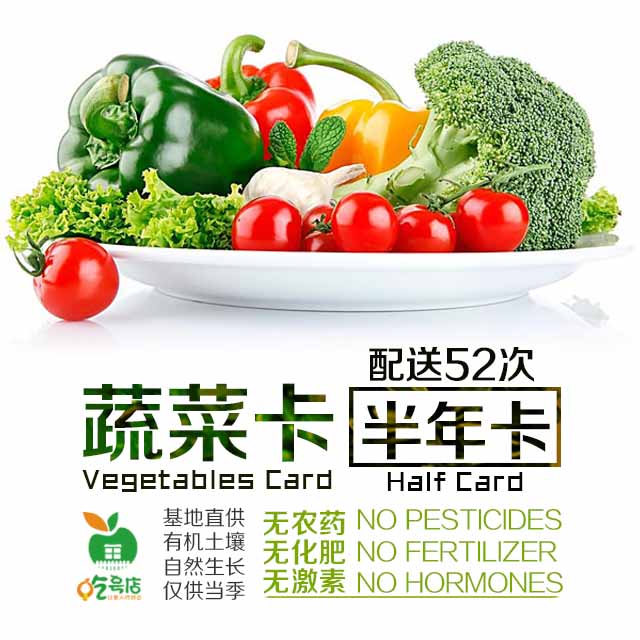 配送52次
蔬菜卡 半年卡
Vegetables Card Half Card
基地直供
有机土壤
自然生长
仅供当季
无农药 NO PESTICIDES
无化肥 NO FERTILIZER
无激素 NO HORMONES
吃号店